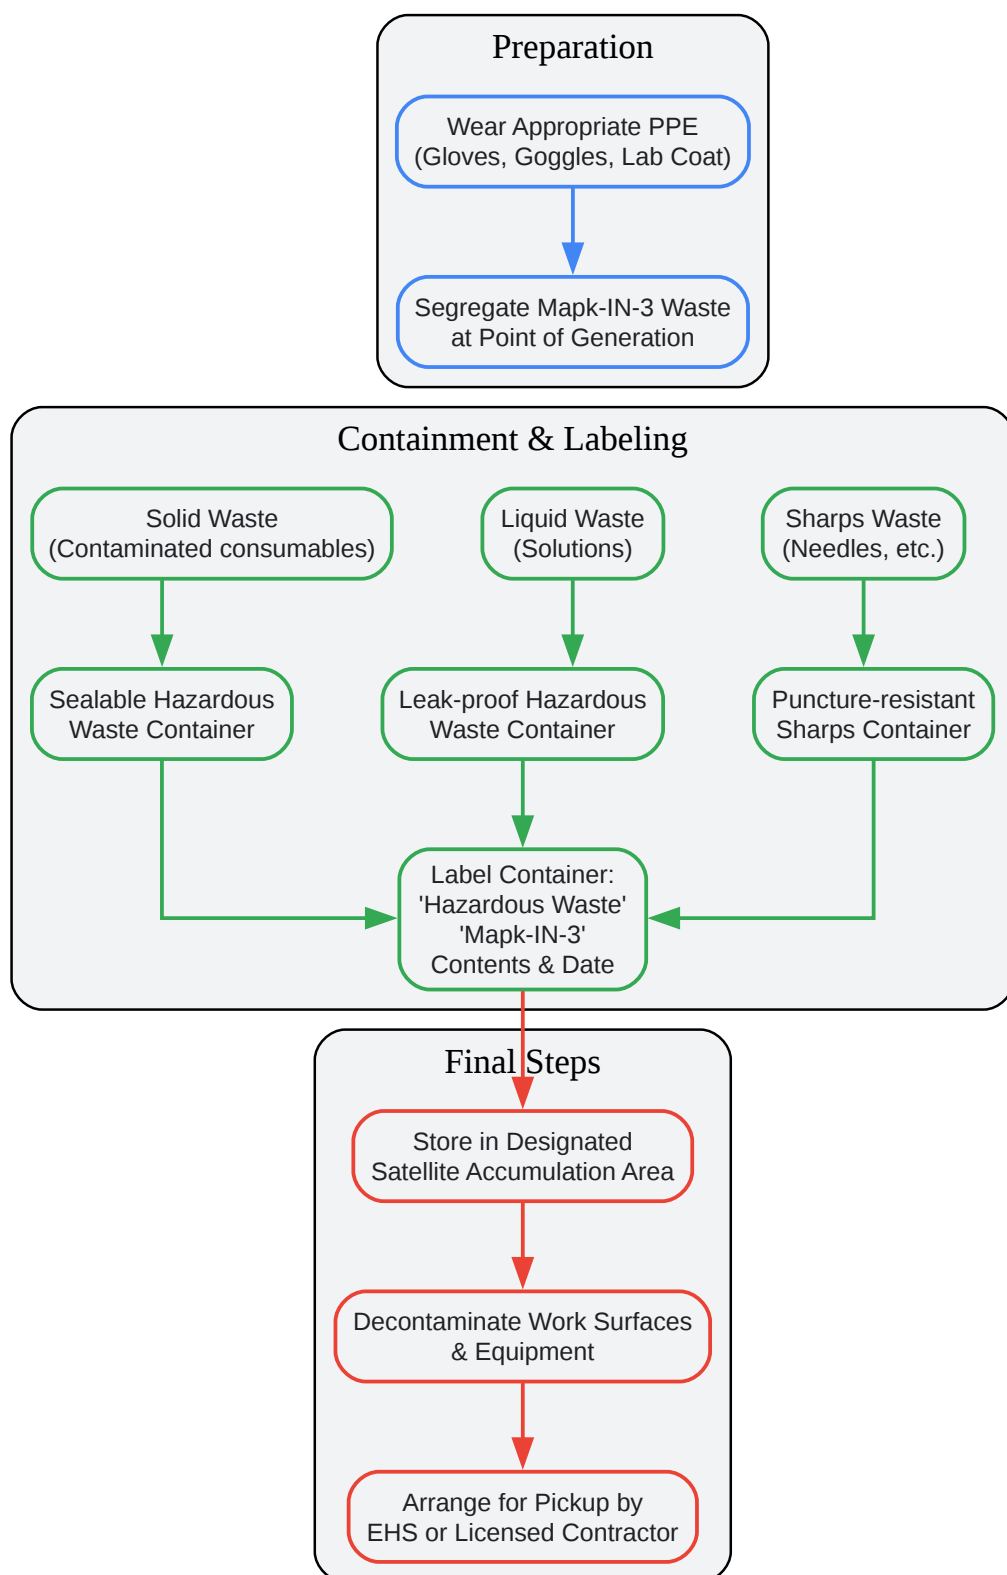 Preparation
Wear Appropriate PPE
(Gloves, Goggles, Lab Coat)
Segregate Mapk-IN-3 Waste
at Point of Generation
Containment & Labeling
Solid Waste
(Contaminated consumables)
Liquid Waste
(Solutions)
Sharps Waste
(Needles, etc.)
Sealable Hazardous
Waste Container
Leak-proof Hazardous
Waste Container
Puncture-resistant
Sharps Container
Label Container:
'Hazardous Waste'
'Mapk-IN-3'
Contents & Date
Final Steps
Store in Designated
Satellite Accumulation Area
Decontaminate Work Surfaces
& Equipment
Arrange for Pickup by
EHS or Licensed Contractor